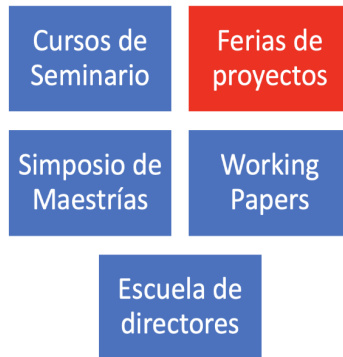 Cursos de
Seminario
Ferias de
proyectos
Simposio de
Maestrías
Working
Papers
Escuela de
directores